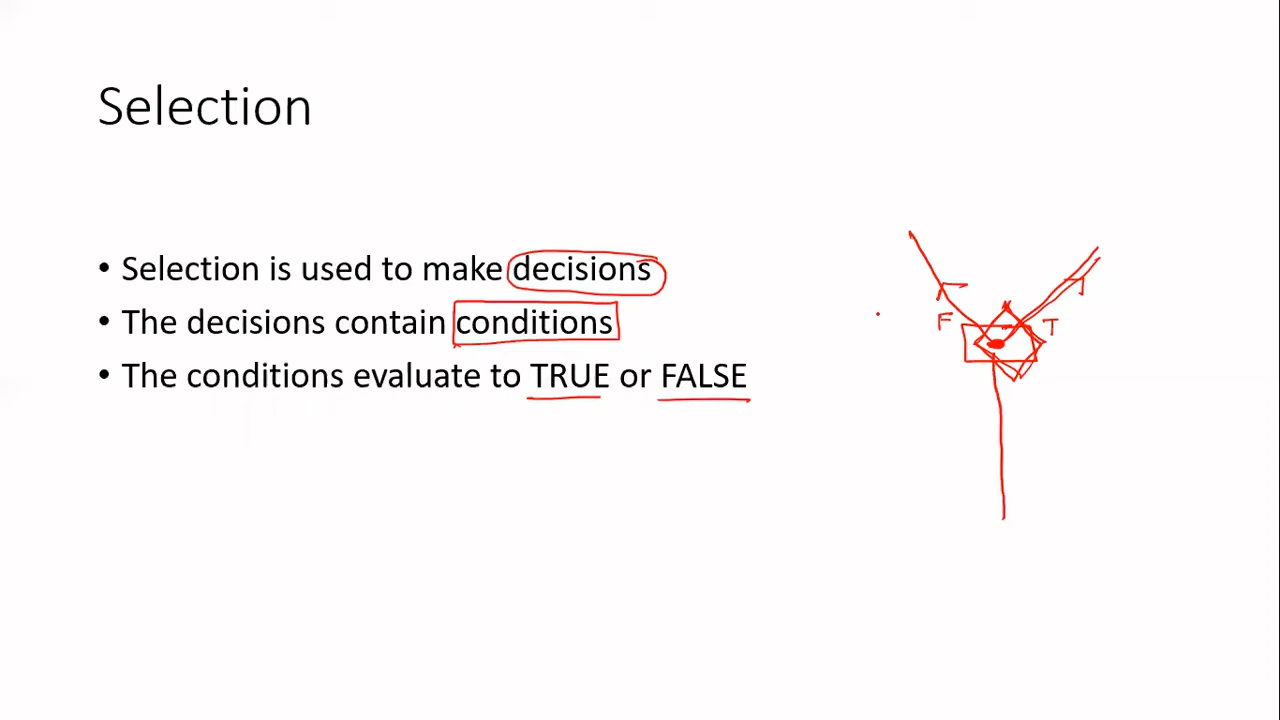 Selection
• Selection is used to make decisions
• The decisions contain conditions
• The conditions evaluate to TRUE or FALSE
F T